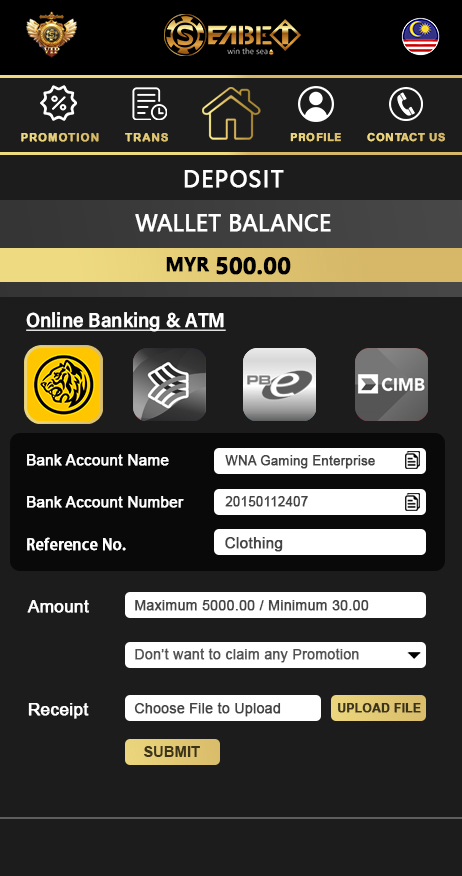 VIP
SEABET
win the sea
PROMOTION
TRANS
PROFILE
CONTACT US
DEPOSIT
WALLET BALANCE
MYR 500.00
Online Banking & ATM
PB e
CIMB
Bank Account Name
WNA Gaming Enterprise
Bank Account Number
20150112407
Reference No.
Clothing
Amount
Maximum 5000.00 / Minimum 30.00
Don't want to claim any Promotion
Receipt
Choose File to Upload
UPLOAD FILE
SUBMIT